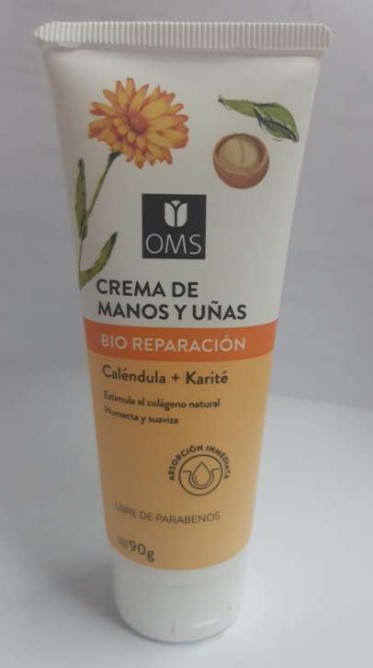 OMS
CREMA DE
MANOS Y UÑAS
BIO REPARACIÓN
Caléndula + Karité
Estimula el colágeno natural
Humecta y suaviza
ABSORCIÓN INMEDIATA
LIBRE DE PARABENOS
90g